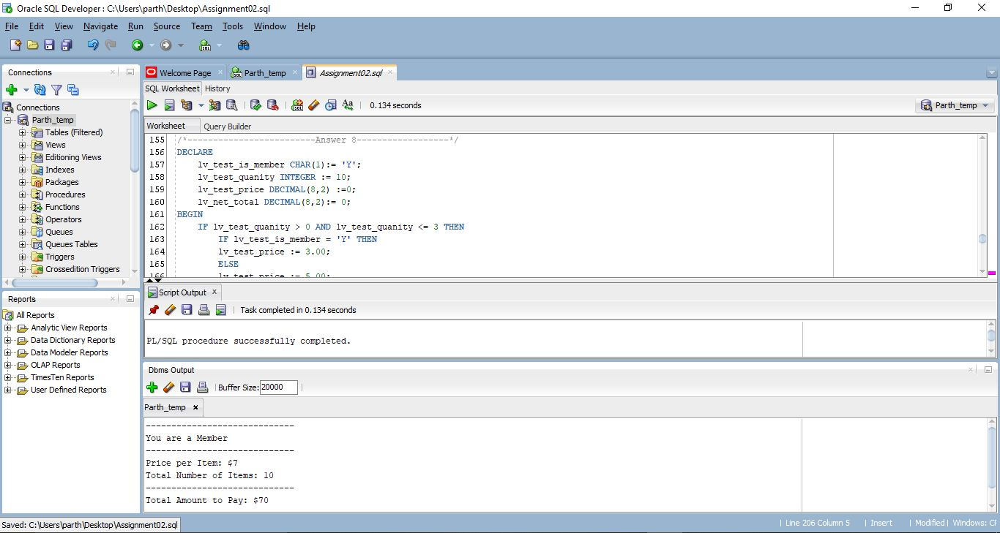 Oracle SQL Developer : C:\Users\parth\Desktop\Assignment02.sql
File Edit View Navigate Run Source Team Tools Window Help
Connections
Connections
Parth_temp
Tables (Filtered)
Views
Editioning Views
Indexes
Packages
Procedures
Functions
Operators
Queues
Queues Tables
Triggers
Crossedition Triggers
Reports
All Reports
Analytic View Reports
Data Dictionary Reports
Data Modeler Reports
OLAP Reports
TimesTen Reports
User Defined Reports
Welcome Page Parth_temp Assignment02.sql
SQL Worksheet History
0.134 seconds Parth_temp
Worksheet Query Builder
155 /*-------------------------Answer 8------------------*/
156 DECLARE
157 lv_test_is_member CHAR(1):= 'Y';
158 lv_test_quanity INTEGER := 10;
159 lv_test_price DECIMAL(8,2) :=0;
160 lv_net_total DECIMAL(8,2):= 0;
161 BEGIN
162 IF lv_test_quanity > 0 AND lv_test_quanity <= 3 THEN
163 IF lv_test_is_member = 'Y' THEN
164 lv_test_price := 3.00;
165 ELSE
166 lv_test_price := 5.00;
Script Output
Task completed in 0.134 seconds
PL/SQL procedure successfully completed.
Dbms Output
Buffer Size: 20000
Parth_temp
-----------------------------
You are a Member
-----------------------------
Price per Item: $7
Total Number of Items: 10
-----------------------------
Total Amount to Pay: $70
Saved: C:\Users\parth\Desktop\Assignment02.sql
Line 206 Column 5 Insert Modified Windows: CF